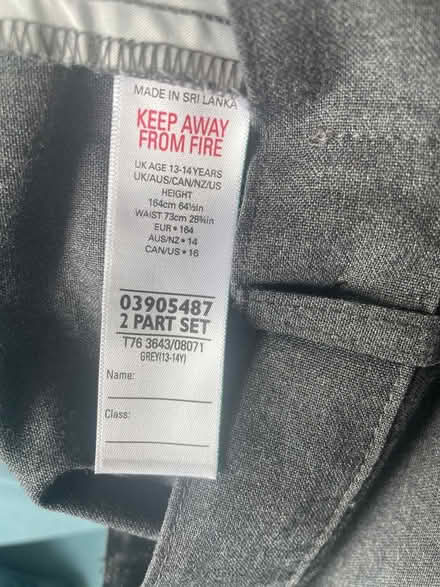 MADE IN SRI LANKA
KEEP AWAY
FROM FIRE
UK AGE 13-14 YEARS
UK/AUS/CAN/NZ/US
HEIGHT
164cm 64½in
WAIST 73cm 28¾in
EUR • 164
AUS/NZ • 14
CAN/US • 16
03905487
2 PART SET
T76 3643/08071
GREY(13-14Y)
Name:
Class: